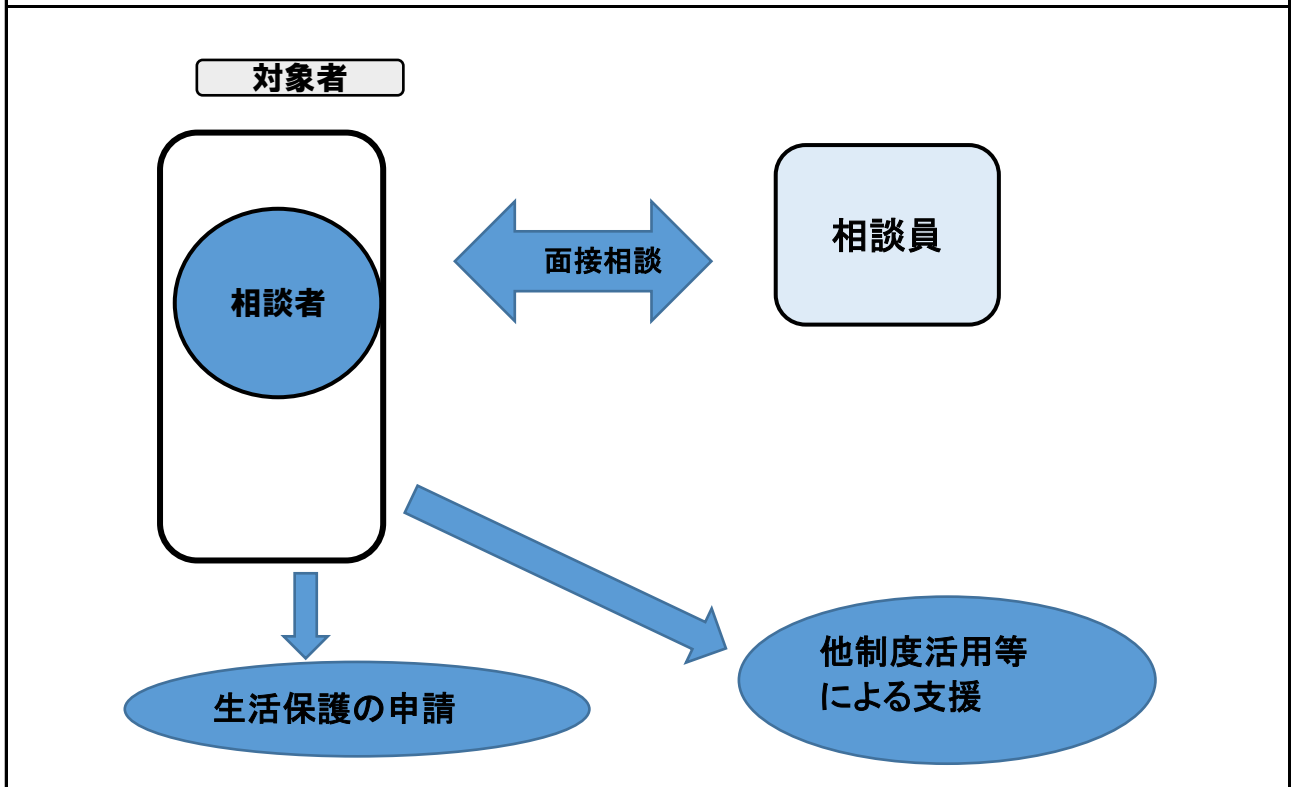 対象者
相談者
面接相談
相談員
生活保護の申請
他制度活用等
による支援